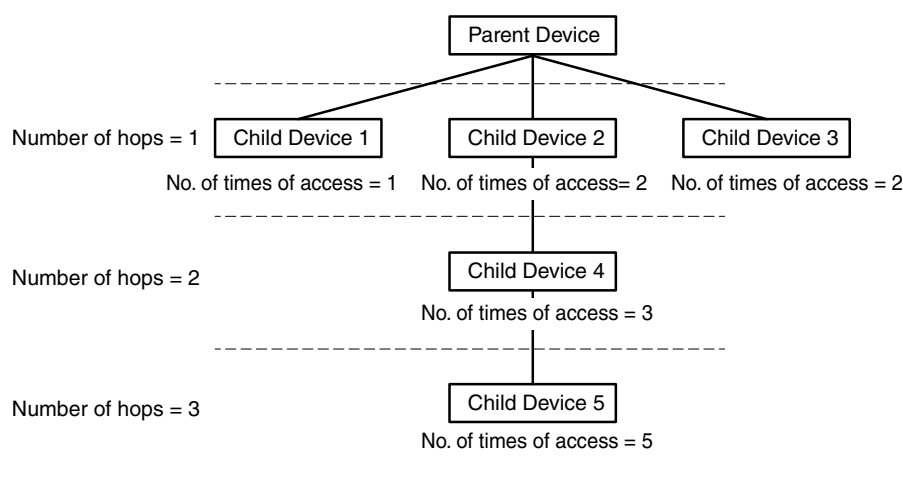 Parent Device
Number of hops = 1
Child Device 1
Child Device 2
Child Device 3
No. of times of access = 1
No. of times of access= 2
No. of times of access = 2
Number of hops = 2
Child Device 4
No. of times of access = 3
Number of hops = 3
Child Device 5
No. of times of access = 5